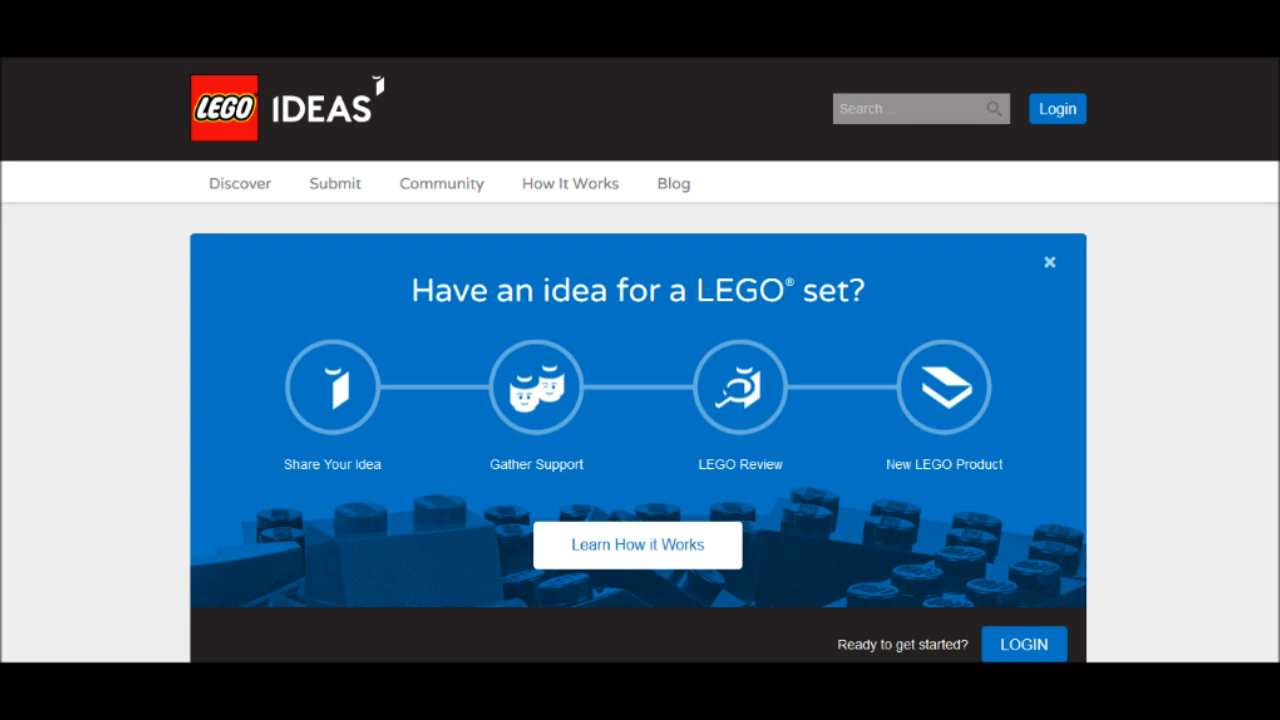 LEGO IDEAS
Search...
Login
Discover Submit Community How It Works Blog
Have an idea for a LEGO® set?
Share Your Idea Gather Support LEGO Review New LEGO Product
Learn How it Works
Ready to get started? LOGIN